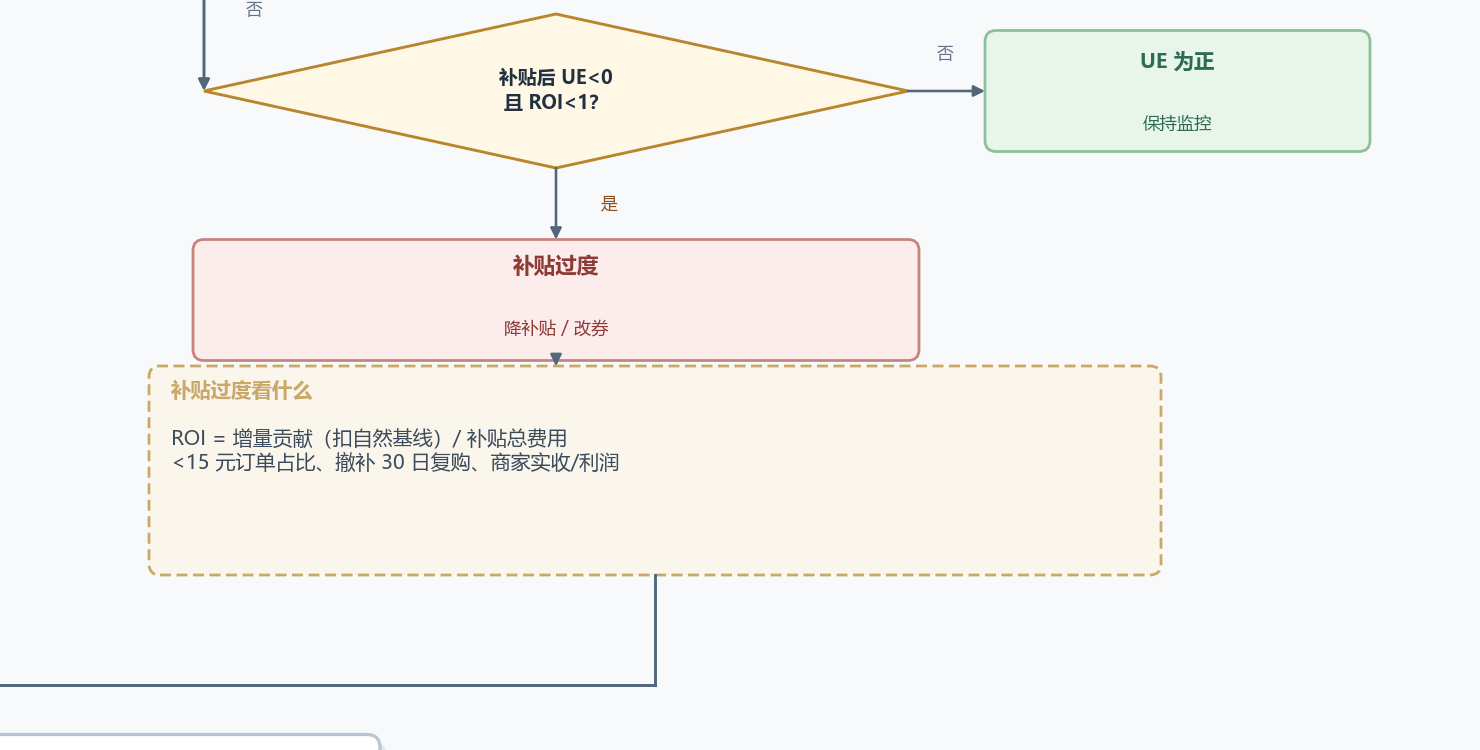 否
补贴后 UE<0
且 ROI<1?
否
UE 为正
保持监控
是
补贴过度
降补贴 / 改券
补贴过度看什么
ROI = 增量贡献（扣自然基线）/ 补贴总费用
<15 元订单占比、撤补 30 日复购、商家实收/利润